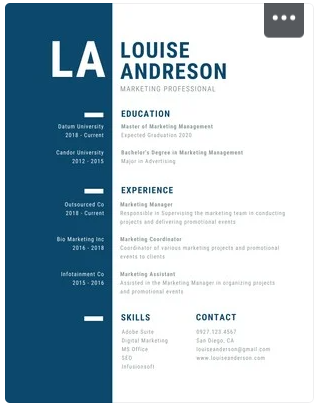 LA
LOUISE
ANDRESON
MARKETING PROFESSIONAL
EDUCATION
Datum University
2018 - Current
Master of Marketing Management
Expected Graduation 2020
Candor University
2012 - 2015
Bachelor's Degree in Marketing Management
Major in Advertising
EXPERIENCE
Outsourced Co
2018 - Current
Marketing Manager
Responsible in Supervising the marketing team in conducting
projects and delivering promotional events
Bio Marketing Inc
2016 - 2018
Marketing Coordinator
Coordinator of various marketing projects and promotional
events to clients
Infotainment Co
2015 - 2016
Marketing Assistant
Assisted in the Marketing Manager in organizing projects
and promotional events
SKILLS
Adobe Suite
Digital Marketing
MS Office
SEO
Infusionsoft
CONTACT
0927 123 4567
San Diego, CA
louiseanderson@gmail.com
www.louiseanderson.com